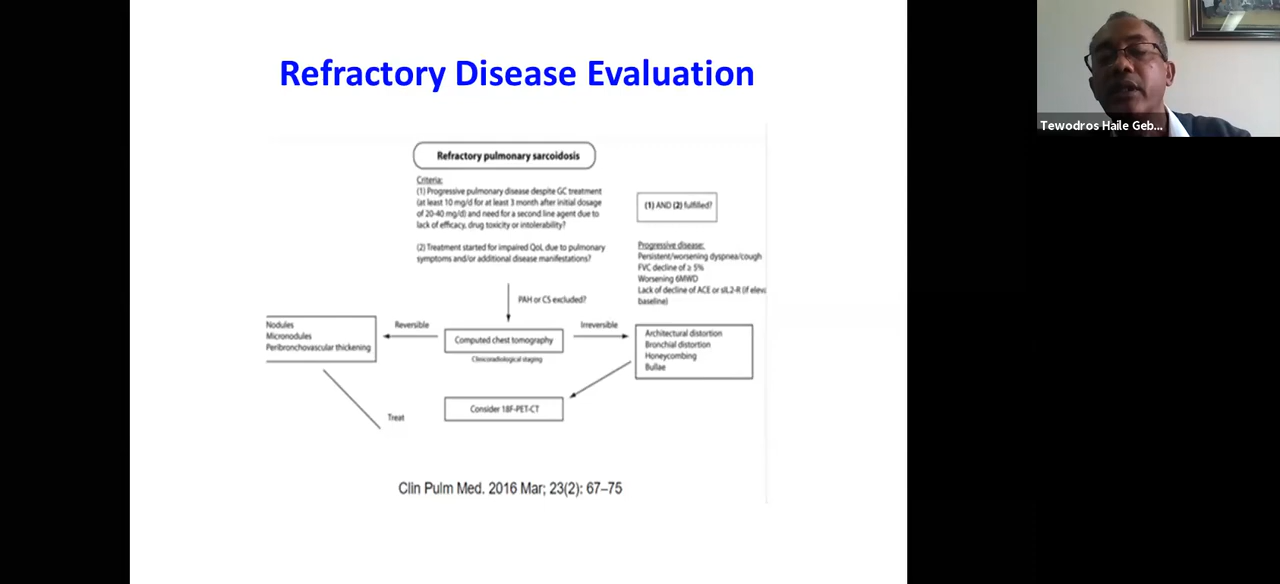 Refractory Disease Evaluation
Tewodros Haile Geb...
Refractory pulmonary sarcoidosis
Criteria:
(1) Progressive pulmonary disease despite GC treatment
(at least 10 mg/d for at least 3 month after initial dosage
of 20-40 mg/d) and need for a second line agent due to
lack of efficacy, drug toxicity or intolerability?
(2) Treatment started for impaired QoL due to pulmonary
symptoms and/or additional disease manifestations?
(1) AND (2) fulfilled?
Progressive disease:
Persistent/worsening dyspnea/cough
FVC decline of ≥ 5%
Worsening 6MWD
Lack of decline of ACE or sIL2-R (if eleva
baseline)
PAH or CS excluded?
Nodules
Micronodules
Peribronchovascular thickening
Reversible
Computed chest tomography
Clinicoradiological staging
Irreversible
Architectural distortion
Bronchial distortion
Honeycombing
Bullae
Treat
Consider 18F-PET-CT
Clin Pulm Med. 2016 Mar; 23(2): 67–75